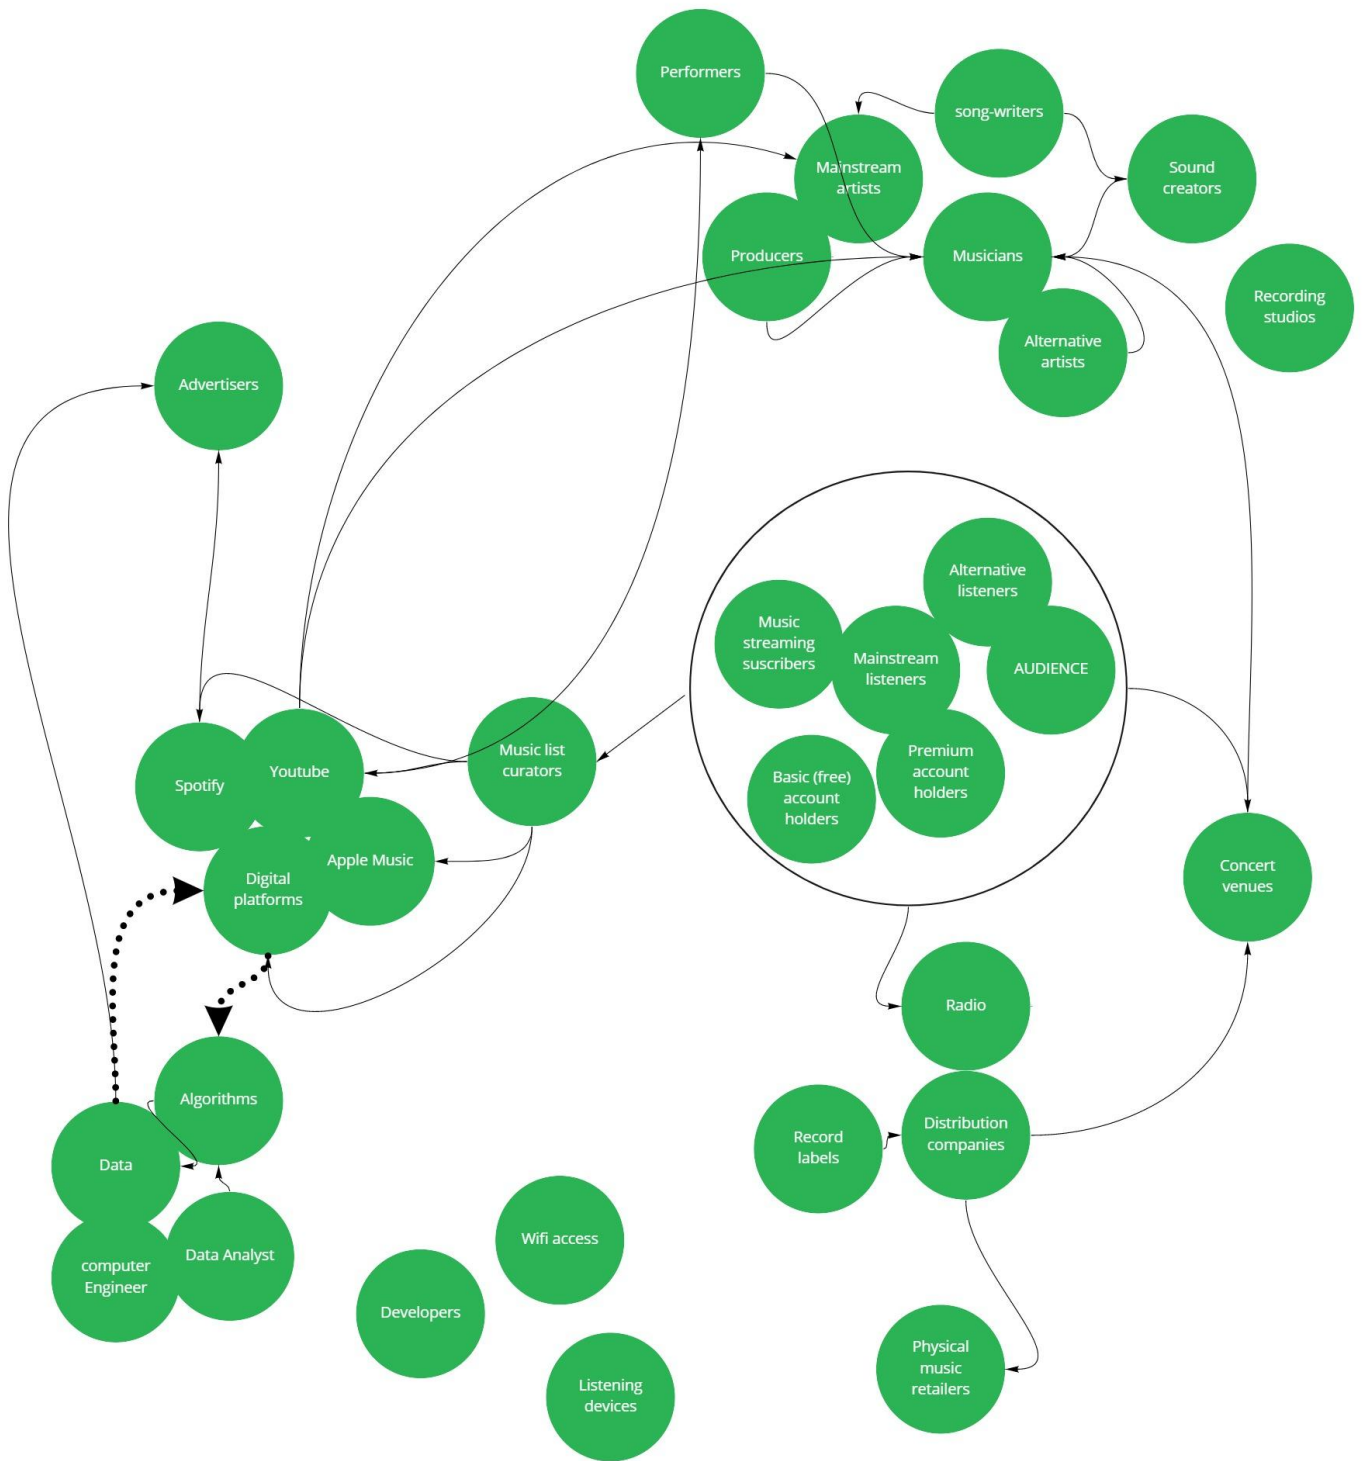 Performers
song-writers
Mainstream
artists
Sound
creators
Producers
Musicians
Recording
studios
Alternative
artists
Advertisers
Alternative
listeners
Music
streaming
suscribers
Mainstream
listeners
AUDIENCE
Music list
curators
Premium
account
holders
Basic (free)
account
holders
Spotify
Youtube
Apple Music
Digital
platforms
Concert
venues
Radio
Algorithms
Data
Record
labels
Distribution
companies
computer
Engineer
Data Analyst
Wifi access
Developers
Listening
devices
Physical
music
retailers